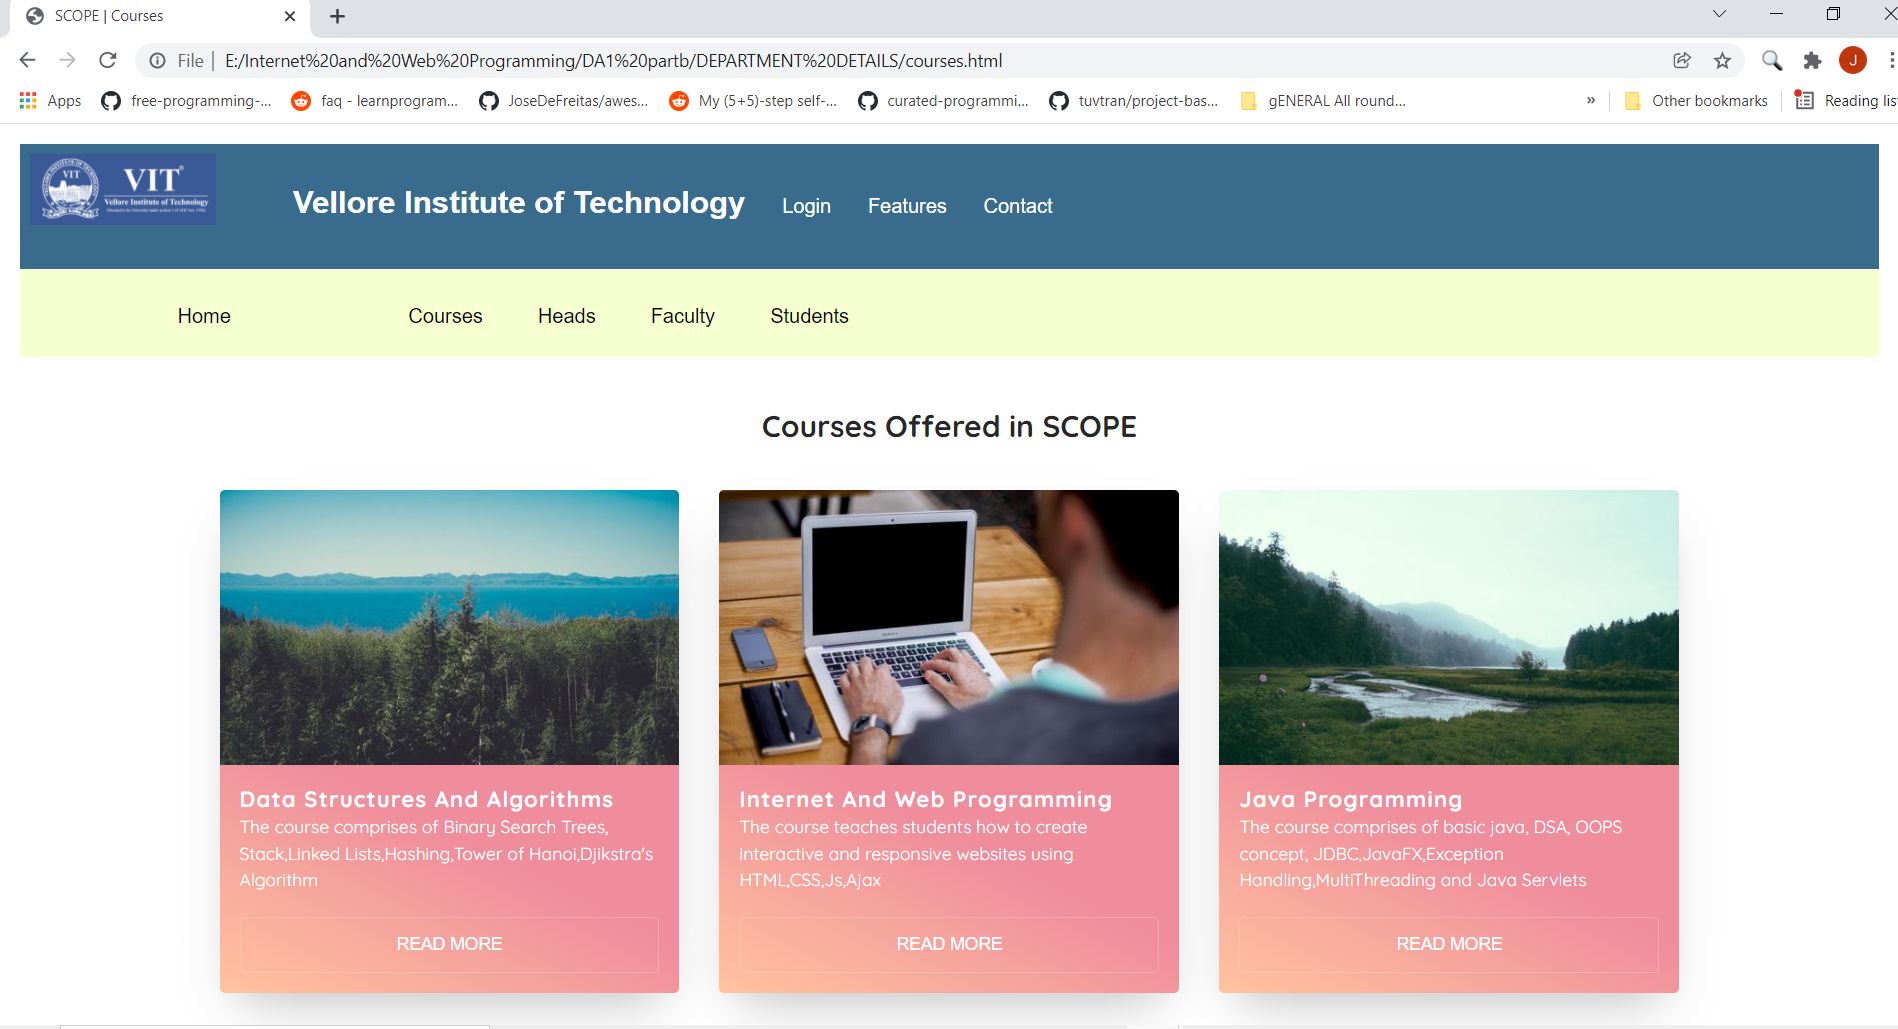 SCOPE | Courses
File | E:/Internet%20and%20Web%20Programming/DA1%20partb/DEPARTMENT%20DETAILS/courses.html
J
Apps free-programming-... faq - learnprogram... JoseDeFreitas/awes... My (5+5)-step self-... curated-programmi... tuvtran/project-bas... gENERAL All round... » Other bookmarks Reading lis
VIT VIT®
Vellore Institute of Technology
Vellore Institute of Technology Login Features Contact
Home Courses Heads Faculty Students
Courses Offered in SCOPE
Data Structures And Algorithms
The course comprises of Binary Search Trees,
Stack,Linked Lists,Hashing,Tower of Hanoi,Djikstra's
Algorithm
READ MORE
Internet And Web Programming
The course teaches students how to create
interactive and responsive websites using
HTML,CSS,Js,Ajax
READ MORE
Java Programming
The course comprises of basic java, DSA, OOPS
concept, JDBC,JavaFX,Exception
Handling,MultiThreading and Java Servlets
READ MORE